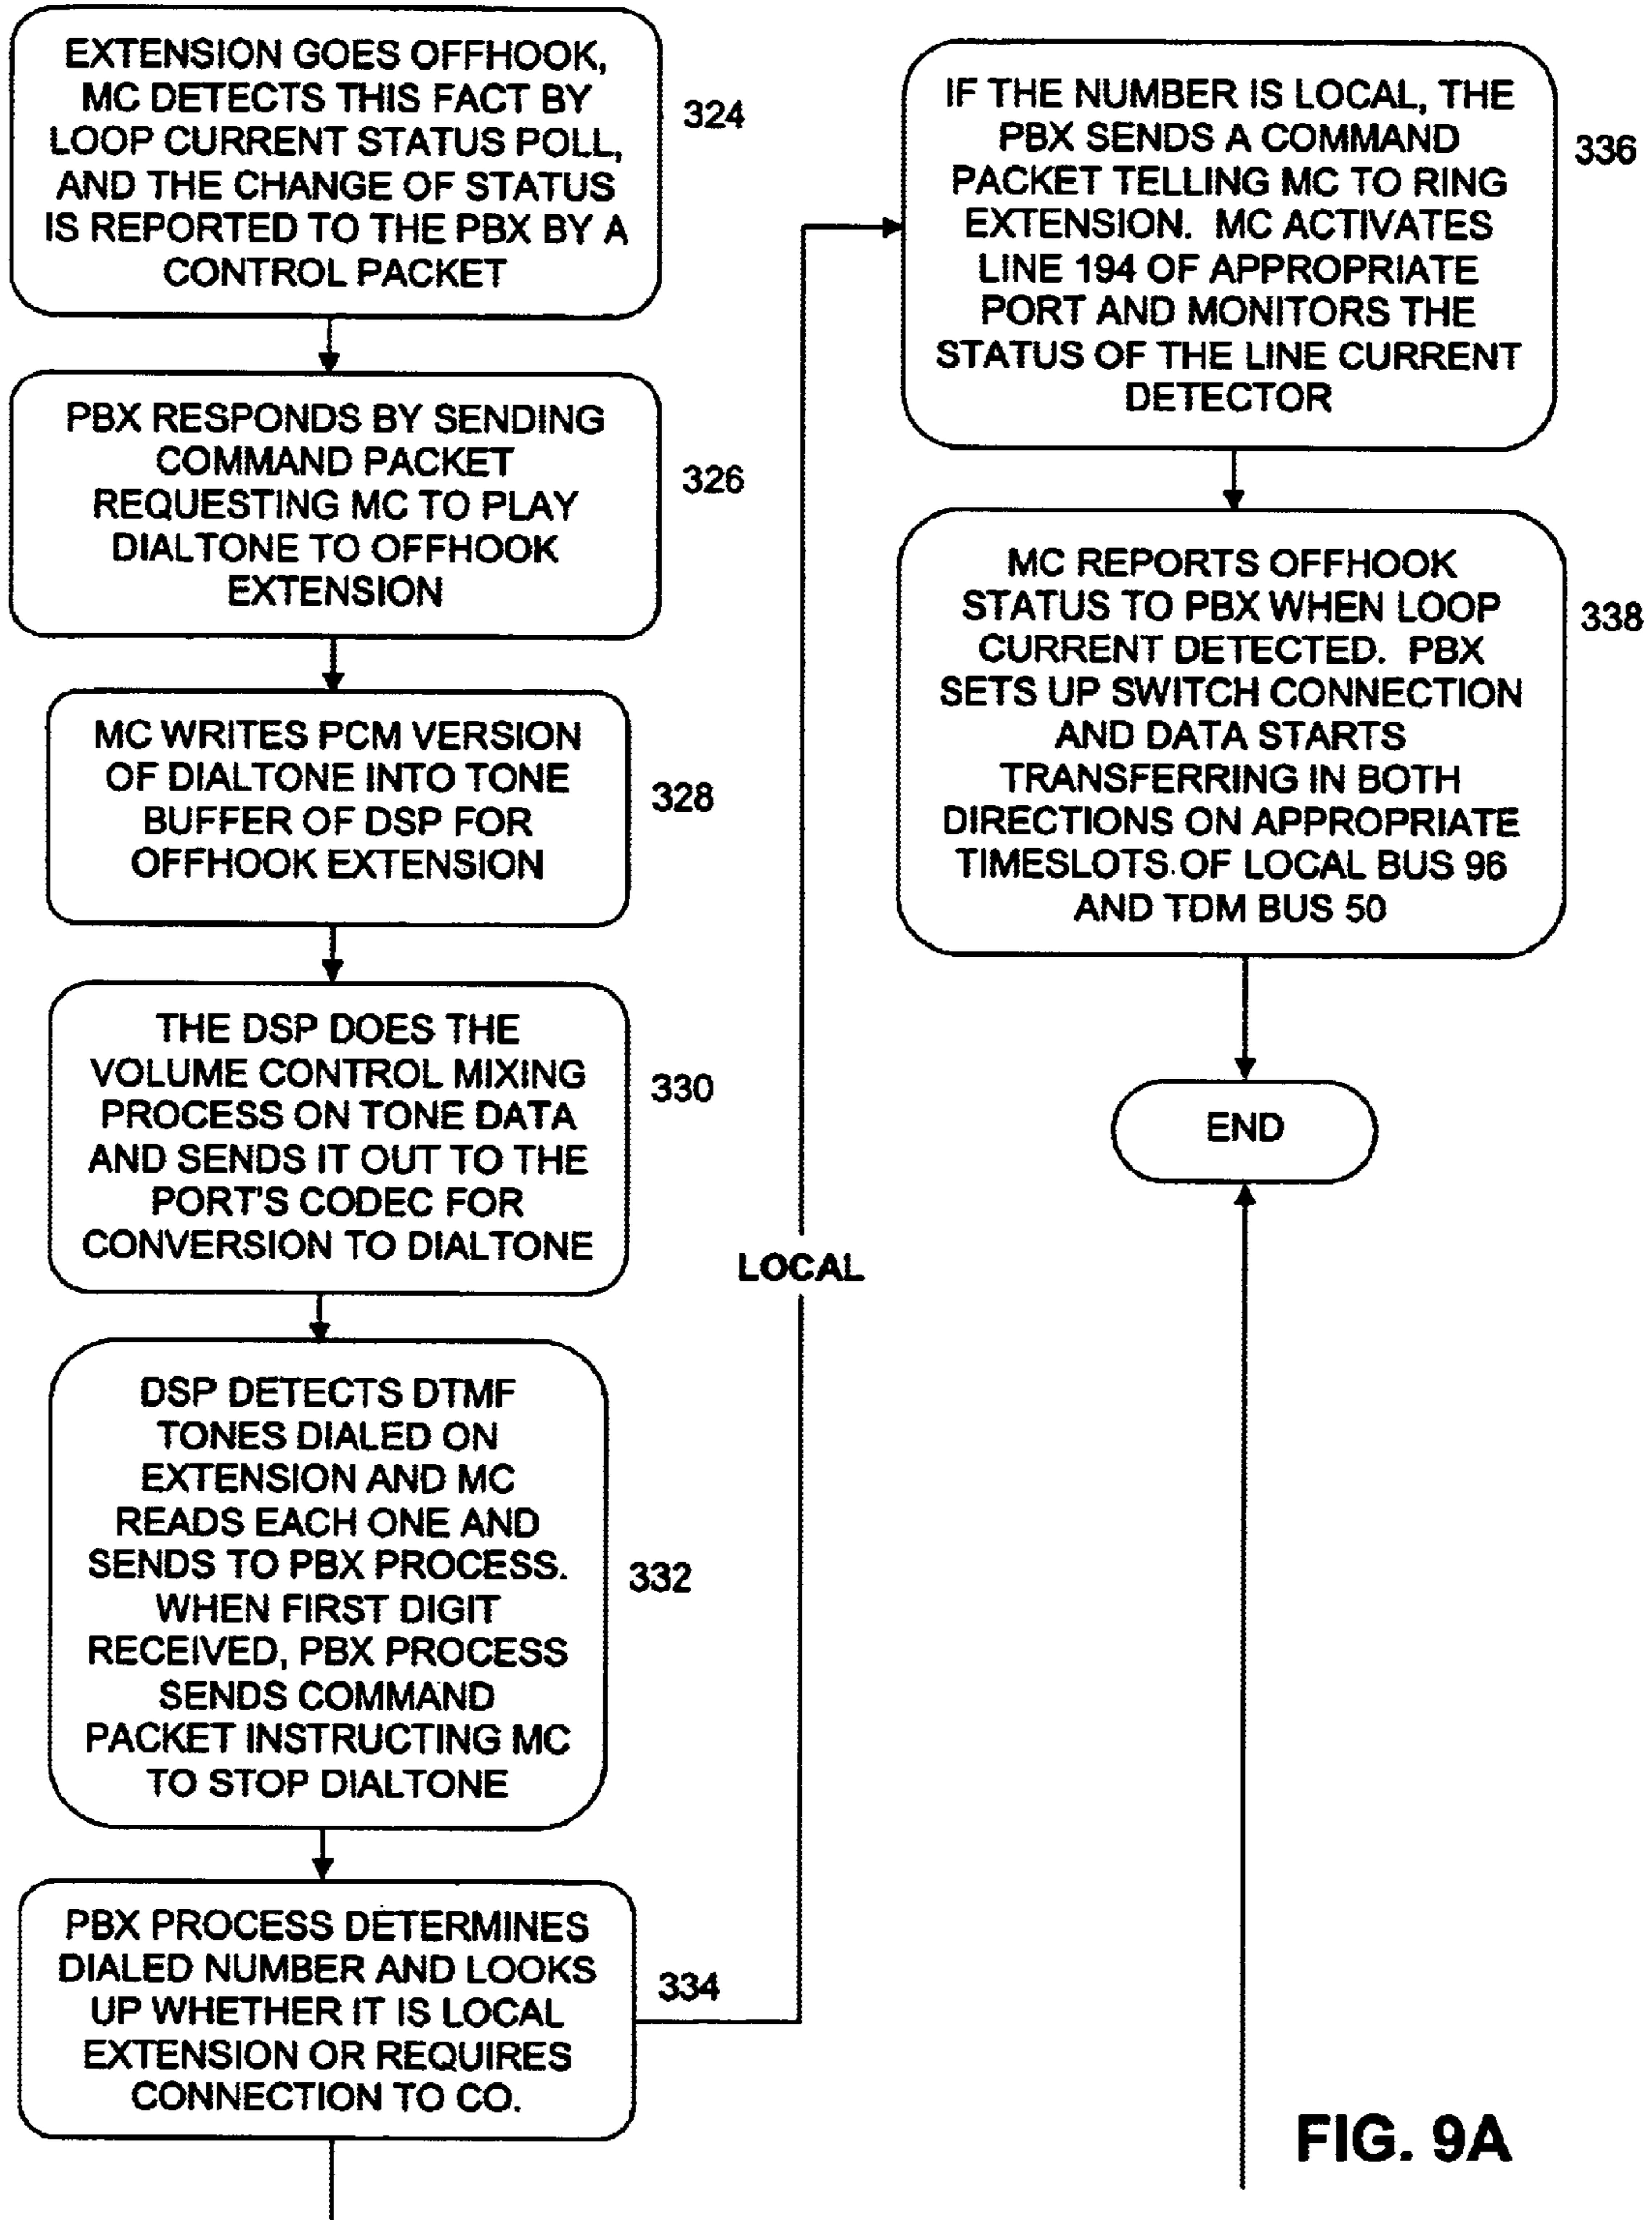 EXTENSION GOES OFFHOOK,
MC DETECTS THIS FACT BY
LOOP CURRENT STATUS POLL,
AND THE CHANGE OF STATUS
IS REPORTED TO THE PBX BY A
CONTROL PACKET
324
PBX RESPONDS BY SENDING
COMMAND PACKET
REQUESTING MC TO PLAY
DIALTONE TO OFFHOOK
EXTENSION
326
MC WRITES PCM VERSION
OF DIALTONE INTO TONE
BUFFER OF DSP FOR
OFFHOOK EXTENSION
328
THE DSP DOES THE
VOLUME CONTROL MIXING
PROCESS ON TONE DATA
AND SENDS IT OUT TO THE
PORT'S CODEC FOR
CONVERSION TO DIALTONE
330
DSP DETECTS DTMF
TONES DIALED ON
EXTENSION AND MC
READS EACH ONE AND
SENDS TO PBX PROCESS.
WHEN FIRST DIGIT
RECEIVED, PBX PROCESS
SENDS COMMAND
PACKET INSTRUCTING MC
TO STOP DIALTONE
332
PBX PROCESS DETERMINES
DIALED NUMBER AND LOOKS
UP WHETHER IT IS LOCAL
EXTENSION OR REQUIRES
CONNECTION TO CO.
334
LOCAL
IF THE NUMBER IS LOCAL, THE
PBX SENDS A COMMAND
PACKET TELLING MC TO RING
EXTENSION. MC ACTIVATES
LINE 194 OF APPROPRIATE
PORT AND MONITORS THE
STATUS OF THE LINE CURRENT
DETECTOR
336
MC REPORTS OFFHOOK
STATUS TO PBX WHEN LOOP
CURRENT DETECTED. PBX
SETS UP SWITCH CONNECTION
AND DATA STARTS
TRANSFERRING IN BOTH
DIRECTIONS ON APPROPRIATE
TIMESLOTS OF LOCAL BUS 96
AND TDM BUS 50
338
END
FIG. 9A